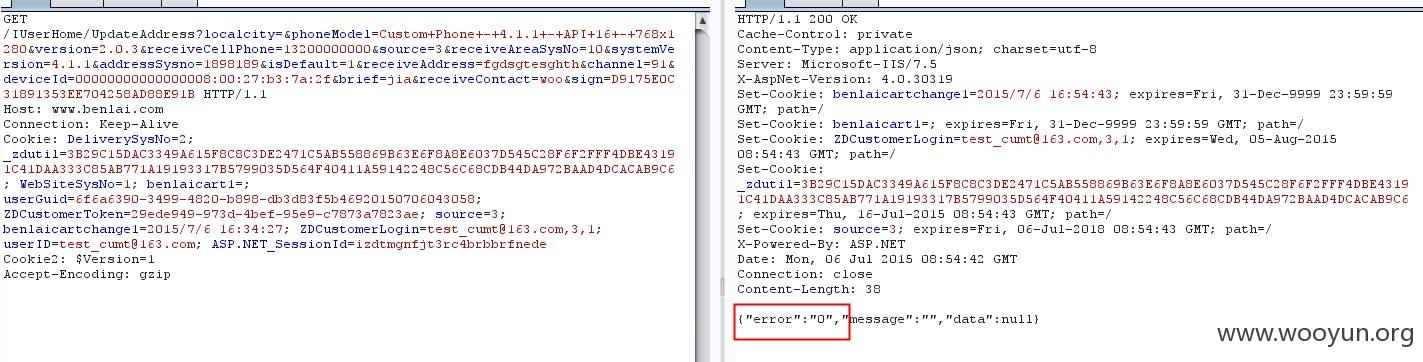 GET
/IUserHome/UpdateAddress?localcity=&phoneModel=Custom+Phone+-+4.1.1+-+API+16+-+768x1
280&version=2.0.3&receiveCellPhone=13200000000&source=3&receiveAreaSysNo=10&systemVer
sion=4.1.1&addressSysno=1898189&isDefault=1&receiveAddress=fgdsgtesghth&channel=91&
deviceId=00000000000000008:00:27:b3:7a:2f&brief=jia&receiveContact=woo&sign=D9175E0C
31891353EE704258AD88E91B HTTP/1.1
Host: www.benlai.com
Connection: Keep-Alive
Cookie: DeliverySysNo=2;
_zdutil=3B29C15DAC3349A615F8C8C3DE2471C5AB558869B63E6F8A8E6037D545C28F6F2FFF4DBE4319
1C41DAA333C85AB771A19193317B5799035D564F40411A59142248C56C68CDB44DA972BAAD4DCACAB9C6
; WebSiteSysNo=1; benlaicart1=;
userGuid=6f6a6390-3499-4820-b898-db3d83f5b46920150706043058;
ZDCustomerToken=29ede949-973d-4bef-95e9-c7873a7823ae; source=3;
benlaicartchange1=2015/7/6 16:34:27; ZDCustomerLogin=test_cumt@163.com,3,1;
userID=test_cumt@163.com; ASP.NET_SessionId=izdtmgnfjt3rc4brbbrfnede
Cookie2: $Version=1
Accept-Encoding: gzip
HTTP/1.1 200 OK
Cache-Control: private
Content-Type: application/json; charset=utf-8
Server: Microsoft-IIS/7.5
X-AspNet-Version: 4.0.30319
Set-Cookie: benlaicartchange1=2015/7/6 16:54:43; expires=Fri, 31-Dec-9999 23:59:59
GMT; path=/
Set-Cookie: benlaicart1=; expires=Fri, 31-Dec-9999 23:59:59 GMT; path=/
Set-Cookie: ZDCustomerLogin=test_cumt@163.com,3,1; expires=Wed, 05-Aug-2015
08:54:43 GMT; path=/
Set-Cookie:
_zdutil=3B29C15DAC3349A615F8C8C3DE2471C5AB558869B63E6F8A8E6037D545C28F6F2FFF4DBE4319
1C41DAA333C85AB771A19193317B5799035D564F40411A59142248C56C68CDB44DA972BAAD4DCACAB9C6
; expires=Thu, 16-Jul-2015 08:54:43 GMT; path=/
Set-Cookie: source=3; expires=Fri, 06-Jul-2018 08:54:43 GMT; path=/
X-Powered-By: ASP.NET
Date: Mon, 06 Jul 2015 08:54:42 GMT
Connection: close
Content-Length: 38
{"error":"0","message":"","data":null}
www.wooyun.org